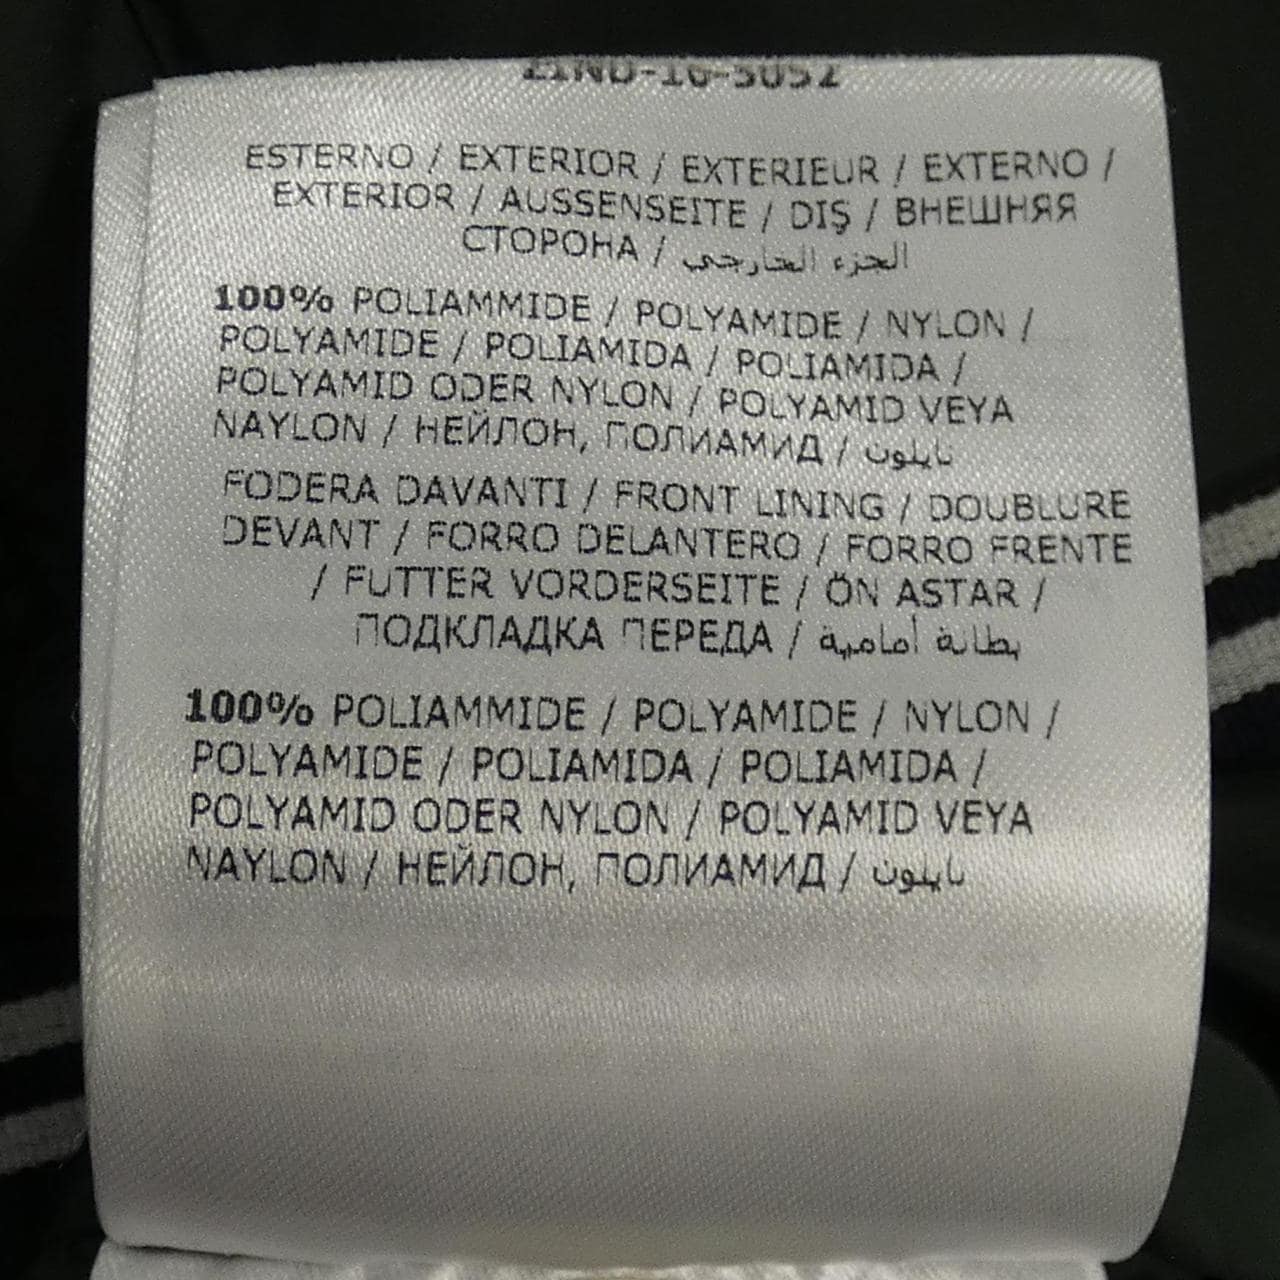 ESTERNO / EXTERIOR / EXTERIEUR / EXTERNO /
EXTERIOR / AUSSENSEITE / DIŞ / ВНЕШНЯЯ
СТОРОНА / الجزء الخارجي
100% POLIAMMIDE / POLYAMIDE / NYLON /
POLYAMIDE / POLIAMIDA / POLIAMIDA /
POLYAMID ODER NYLON / POLYAMID VEYA
NAYLON / НЕЙЛОН, ПОЛИАМИД / نايلون
FODERA DAVANTI / FRONT LINING / DOUBLURE
DEVANT / FORRO DELANTERO / FORRO FRENTE
/ FUTTER VORDERSEITE / ÖN ASTAR /
ПОДКЛАДКА ПЕРЕДА / بطانة أمامية
100% POLIAMMIDE / POLYAMIDE / NYLON /
POLYAMIDE / POLIAMIDA / POLIAMIDA /
POLYAMID ODER NYLON / POLYAMID VEYA
NAYLON / НЕЙЛОН, ПОЛИАМИД / نايلون